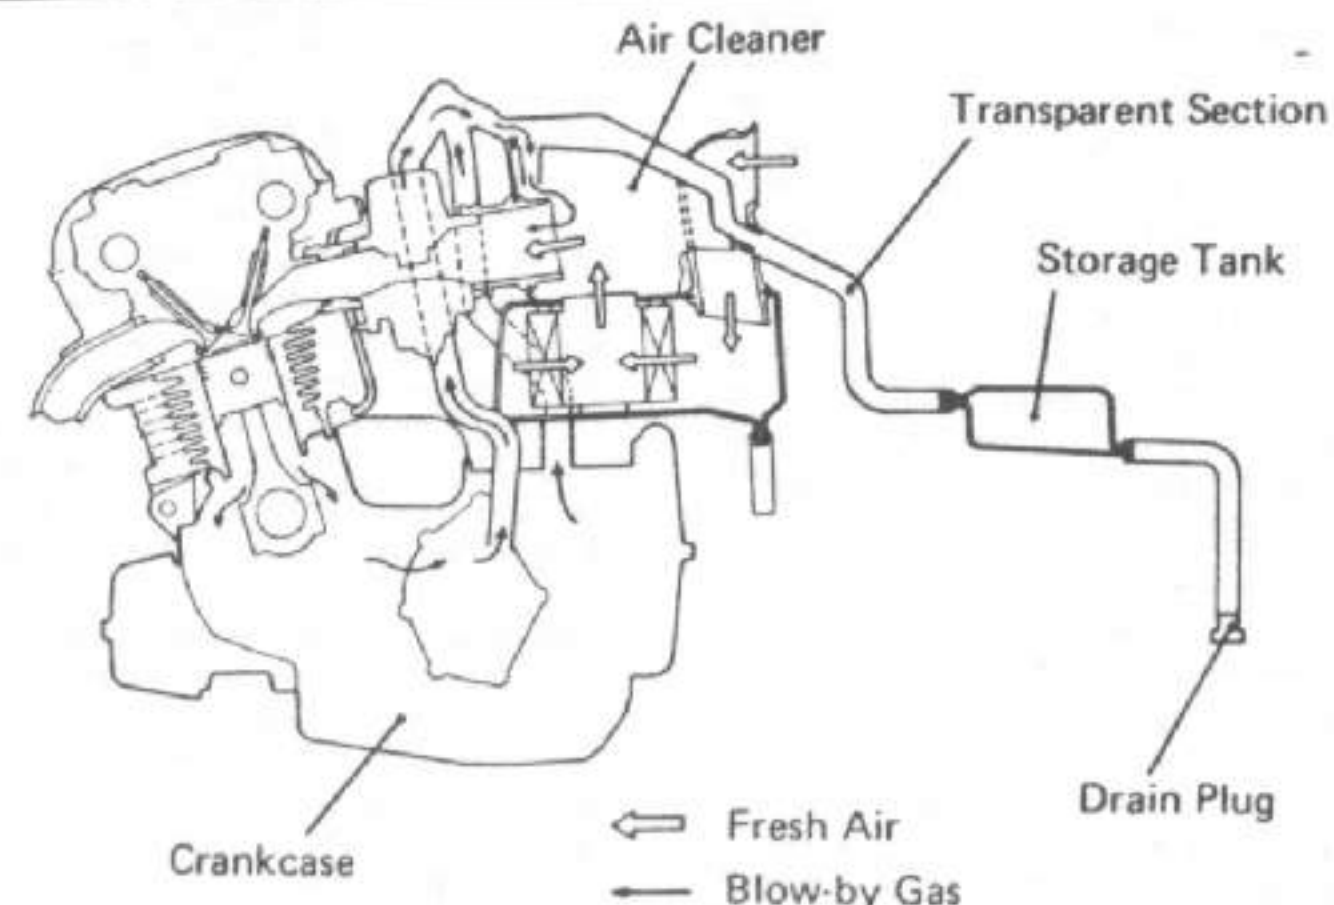 Air Cleaner
Transparent Section
Storage Tank
Drain Plug
Crankcase
Fresh Air
Blow-by Gas